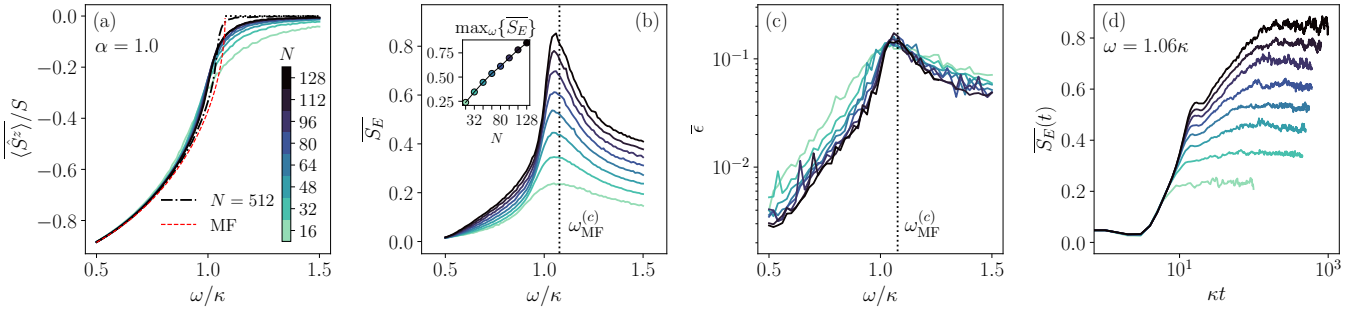 (a)
α = 1.0
N
128
112
96
80
64
48
32
16
N = 512
MF
0.0
−0.2
−0.4
−0.6
−0.8
0.5 1.0 1.5
ω/κ
⟨Ŝᶻ⟩/S
(b)
max_ω{S_E}
0.75
0.50
0.25
32 80 128
N
ω_MF^(c)
0.8
0.6
0.4
0.2
0.0
0.5 1.0 1.5
ω/κ
S_E
(c)
ω_MF^(c)
10⁻¹
10⁻²
0.5 1.0 1.5
ω/κ
ϵ
(d)
ω = 1.06κ
0.8
0.6
0.4
0.2
0.0
10¹ 10³
κt
S_E(t)